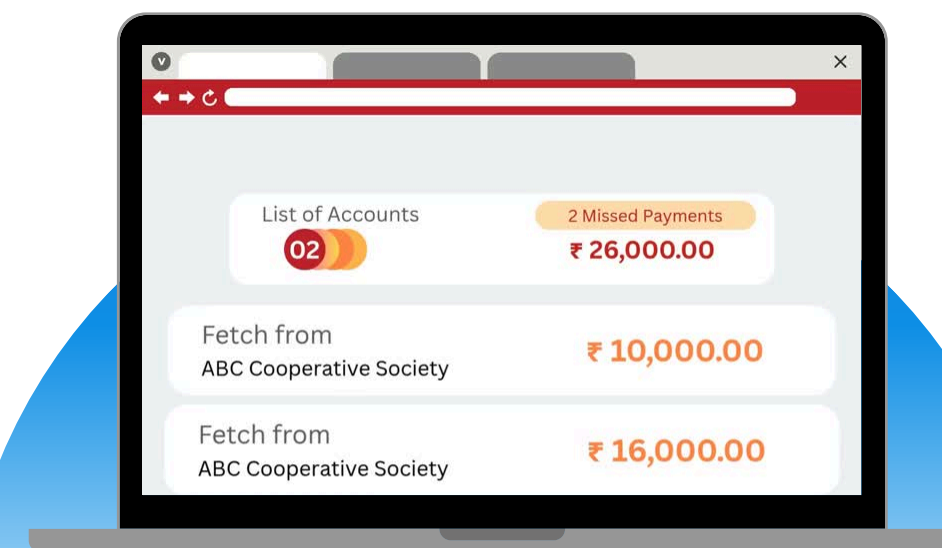 V
List of Accounts
02
2 Missed Payments
₹ 26,000.00
Fetch from
ABC Cooperative Society
₹ 10,000.00
Fetch from
ABC Cooperative Society
₹ 16,000.00